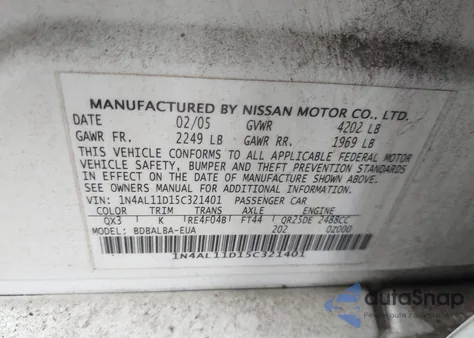 MANUFACTURED BY NISSAN MOTOR CO., LTD.
DATE 02/05 GVWR 4202 LB
GAWR FR. 2249 LB GAWR RR. 1969 LB
THIS VEHICLE CONFORMS TO ALL APPLICABLE FEDERAL MOTOR
VEHICLE SAFETY, BUMPER, AND THEFT PREVENTION STANDARDS
IN EFFECT ON THE DATE OF MANUFACTURE SHOWN ABOVE.
SEE OWNERS MANUAL FOR ADDITIONAL INFORMATION.
VIN: 1N4AL11D15C321401 PASSENGER CAR
COLOR TRIM TRANS AXLE ENGINE
QX3 K RE4F04B FT44 QR25DE 2488CC
MODEL: BDBALBA-EUA 202 02000
1N4AL11D15C321401
autoSnap